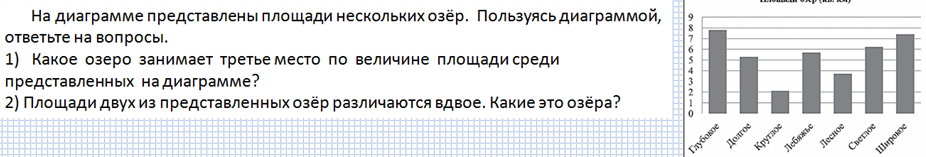 На диаграмме представлены площади нескольких озёр. Пользуясь диаграммой,
ответьте на вопросы.
1) Какое озеро занимает третье место по величине площади среди
представленных на диаграмме?
2) Площади двух из представленных озёр различаются вдвое. Какие это озёра?
9
8
7
6
5
4
3
2
1
0
Глубокое
Долгое
Круглое
Лебяжье
Лесное
Светлое
Широкое